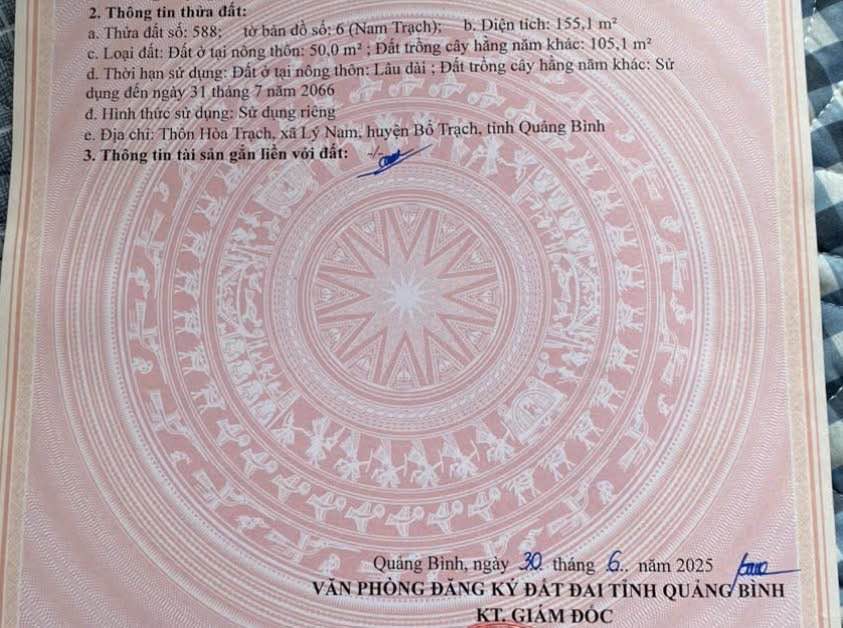 2. Thông tin thửa đất:
a. Thửa đất số: 588; tờ bản đồ số: 6 (Nam Trạch); b. Diện tích: 155,1 m²
c. Loại đất: Đất ở tại nông thôn: 50,0 m² ; Đất trồng cây hằng năm khác: 105,1 m²
d. Thời hạn sử dụng: Đất ở tại nông thôn: Lâu dài ; Đất trồng cây hằng năm khác: Sử
dụng đến ngày 31 tháng 7 năm 2066
đ. Hình thức sử dụng: Sử dụng riêng
e. Địa chỉ: Thôn Hòa Trạch, xã Lý Nam, huyện Bố Trạch, tỉnh Quảng Bình
3. Thông tin tài sản gắn liền với đất: -/-
Quảng Bình, ngày 30 tháng 6.. năm 2025
VĂN PHÒNG ĐĂNG KÝ ĐẤT ĐAI TỈNH QUẢNG BÌNH
KT. GIÁM ĐỐC